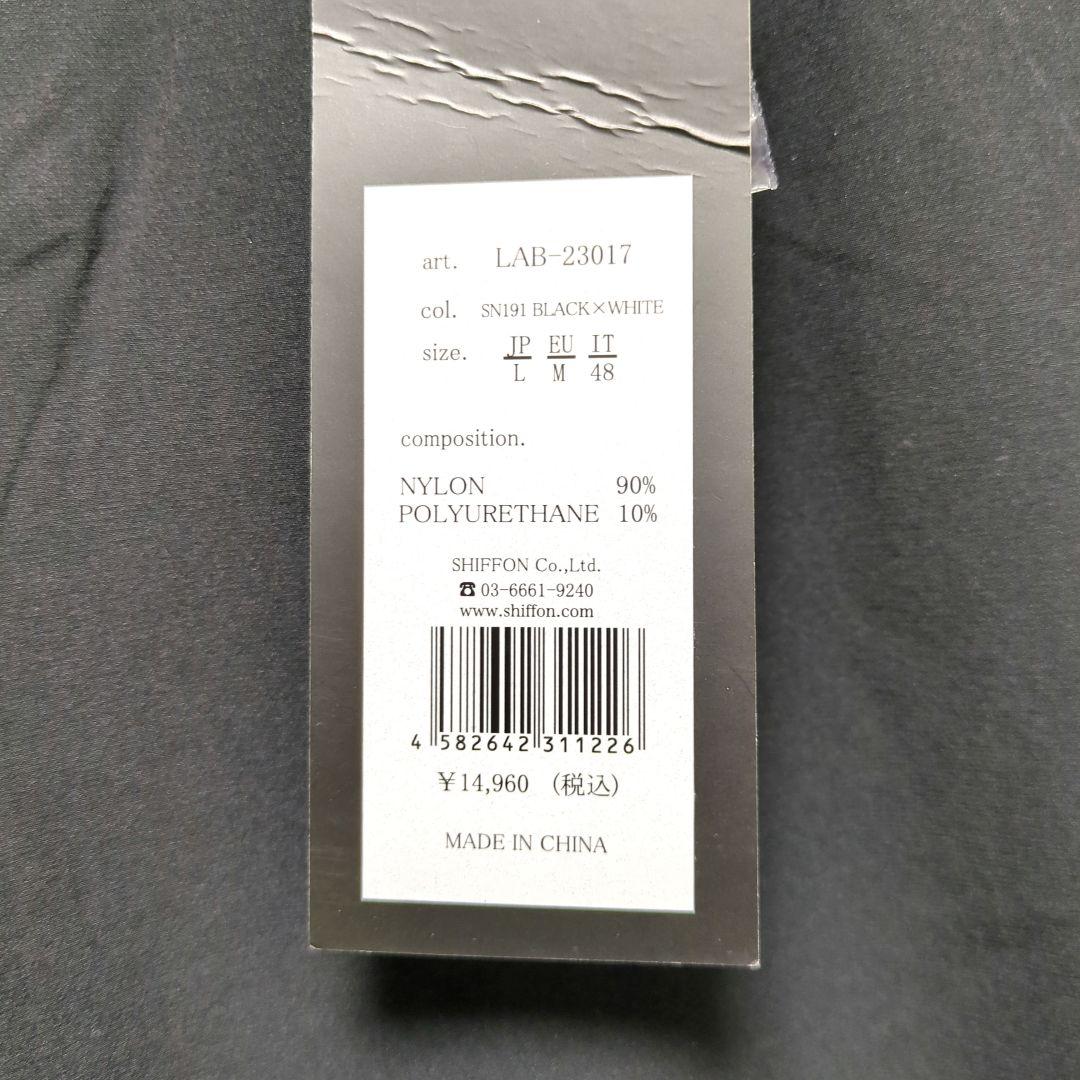 art. LAB-23017
col. SN191 BLACK×WHITE
size. JP EU IT
L M 48
composition.
NYLON 90%
POLYURETHANE 10%
SHIFFON Co.,Ltd.
☎ 03-6661-9240
www.shiffon.com
4 582642 311226
￥14,960 (税込)
MADE IN CHINA